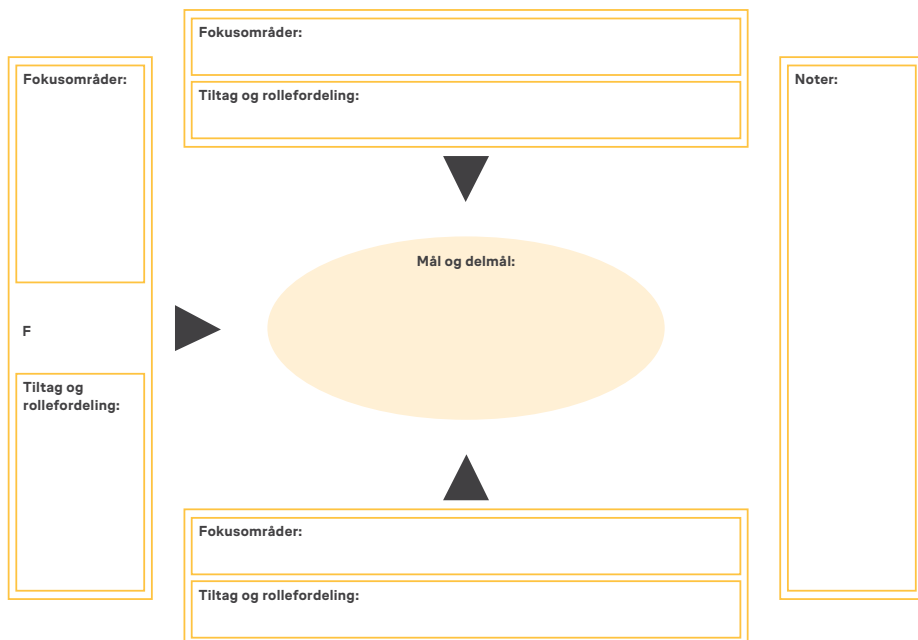 Fokusområder:
Tiltag og rollefordeling:
Fokusområder:
F
Tiltag og
rollefordeling:
Mål og delmål:
Fokusområder:
Tiltag og rollefordeling:
Noter: